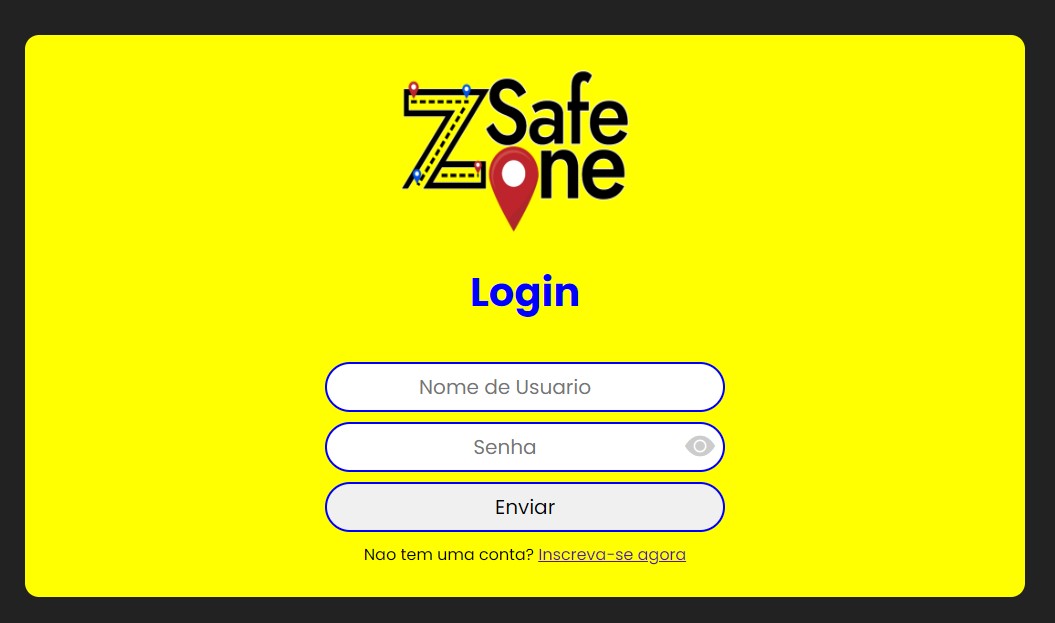 Safe
Zone
Login
Nome de Usuario
Senha
Enviar
Nao tem uma conta? Inscreva-se agora